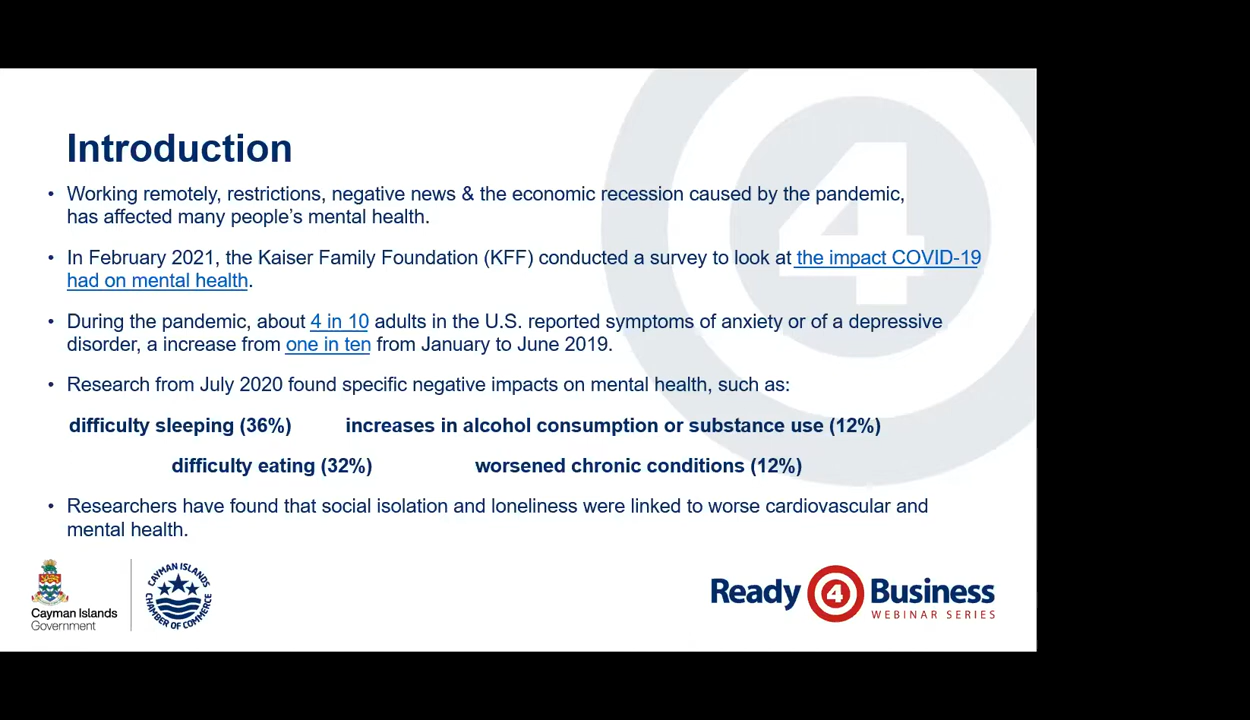 Introduction
• Working remotely, restrictions, negative news & the economic recession caused by the pandemic,
has affected many people's mental health.
• In February 2021, the Kaiser Family Foundation (KFF) conducted a survey to look at the impact COVID-19
had on mental health.
• During the pandemic, about 4 in 10 adults in the U.S. reported symptoms of anxiety or of a depressive
disorder, a increase from one in ten from January to June 2019.
• Research from July 2020 found specific negative impacts on mental health, such as:
difficulty sleeping (36%) increases in alcohol consumption or substance use (12%)
difficulty eating (32%) worsened chronic conditions (12%)
• Researchers have found that social isolation and loneliness were linked to worse cardiovascular and
mental health.
Cayman Islands
Government
CAYMAN ISLANDS
CHAMBER OF COMMERCE
Ready 4 Business
WEBINAR SERIES
4